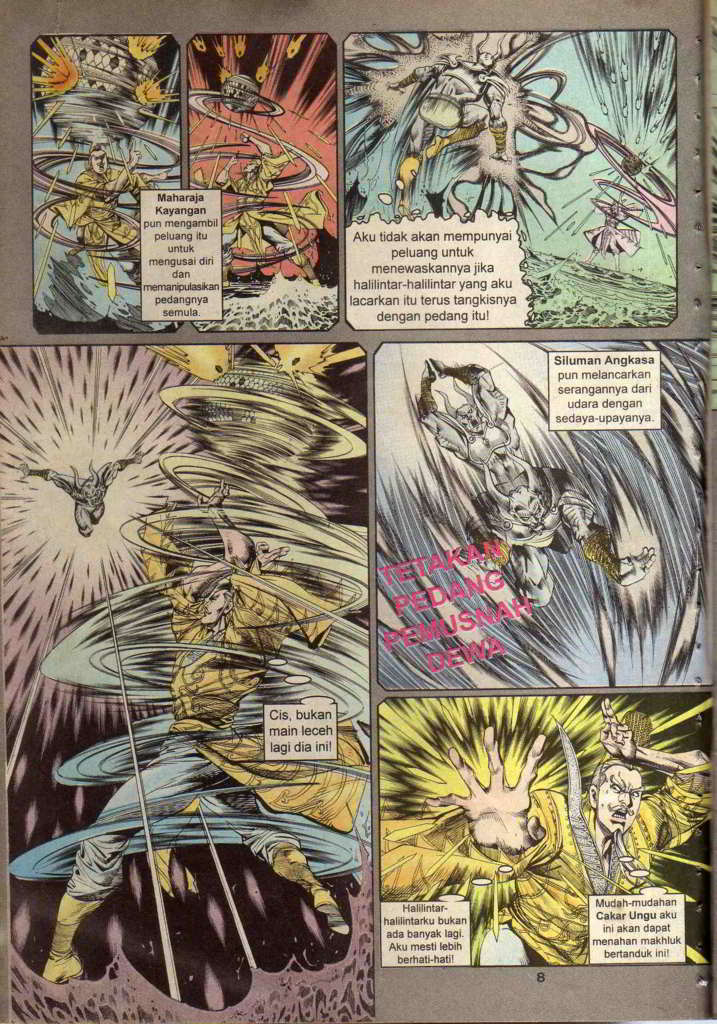 Maharaja
Kayangan
pun mengambil
peluang itu
untuk
mengusai diri
dan
memanipulasikan
pedangnya
semula.
Aku tidak akan mempunyai
peluang untuk
menewaskannya jika
halilintar-halilintar yang aku
lacarkan itu terus tangkisnya
dengan pedang itu!
Cis, bukan
main leceh
lagi dia ini!
Siluman Angkasa
pun melancarkan
serangannya dari
udara dengan
sedaya-upayanya.
TETAKAN
PEDANG
PEMUSNAH
DEWA
Halilintar-
halilintarku bukan
ada banyak lagi.
Aku mesti lebih
berhati-hati!
Mudah-mudahan
Cakar Ungu aku
ini akan dapat
menahan makhluk
bertanduk ini!
8